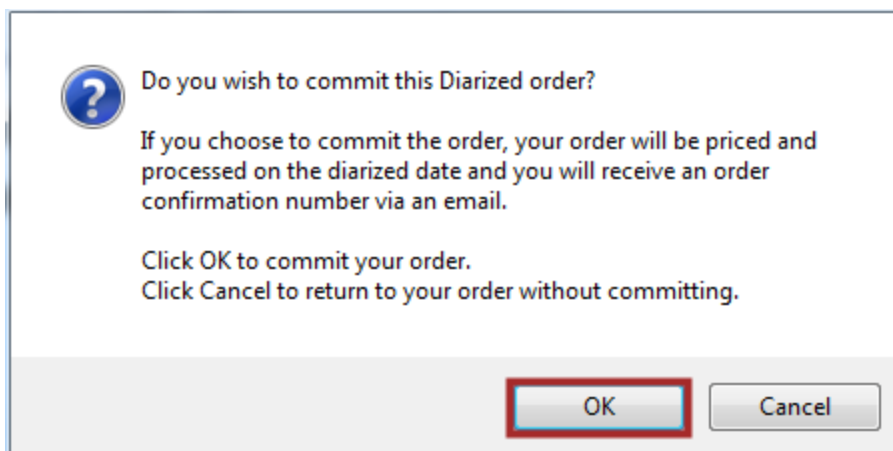 Do you wish to commit this Diarized order?
If you choose to commit the order, your order will be priced and
processed on the diarized date and you will receive an order
confirmation number via an email.
Click OK to commit your order.
Click Cancel to return to your order without committing.
OK
Cancel